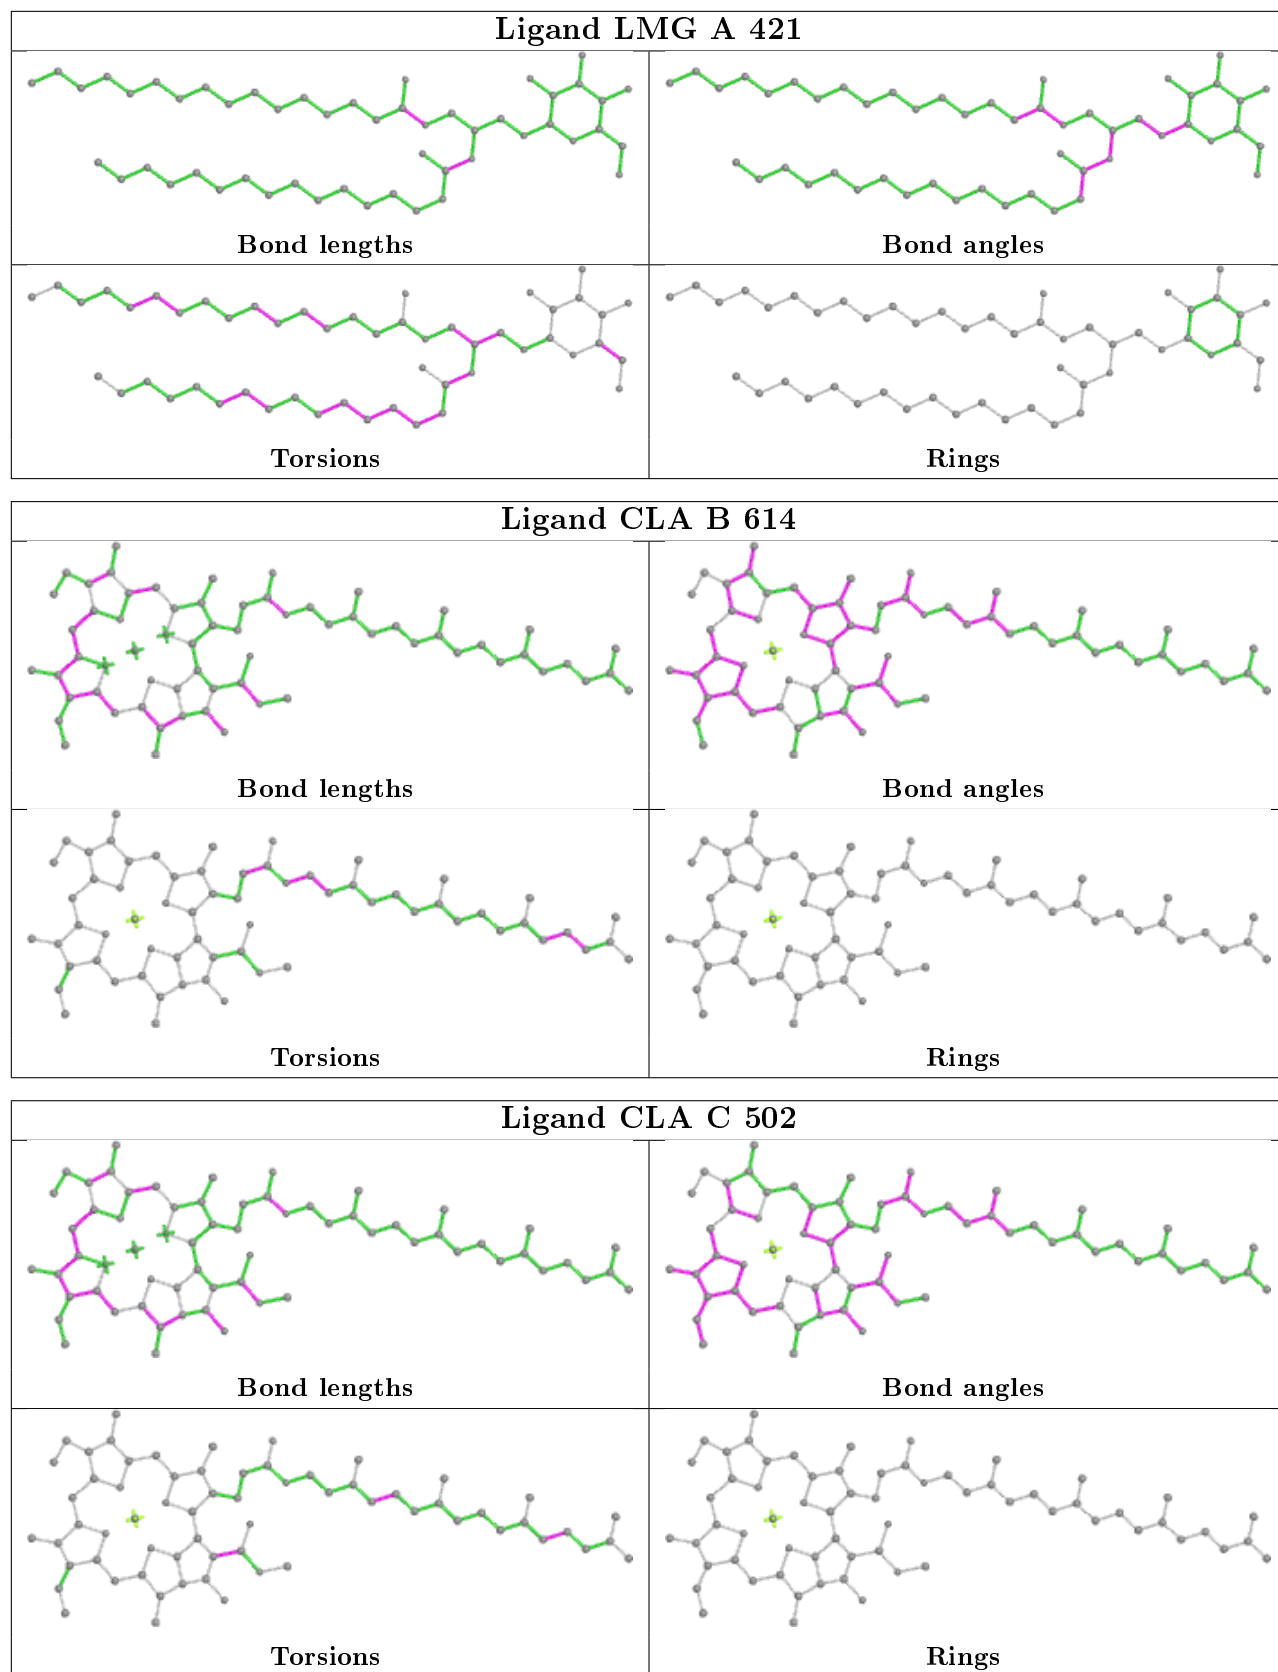 Ligand LMG A 421
Bond lengths
Bond angles
Torsions
Rings
Ligand CLA B 614
Bond lengths
Bond angles
Torsions
Rings
Ligand CLA C 502
Bond lengths
Bond angles
Torsions
Rings